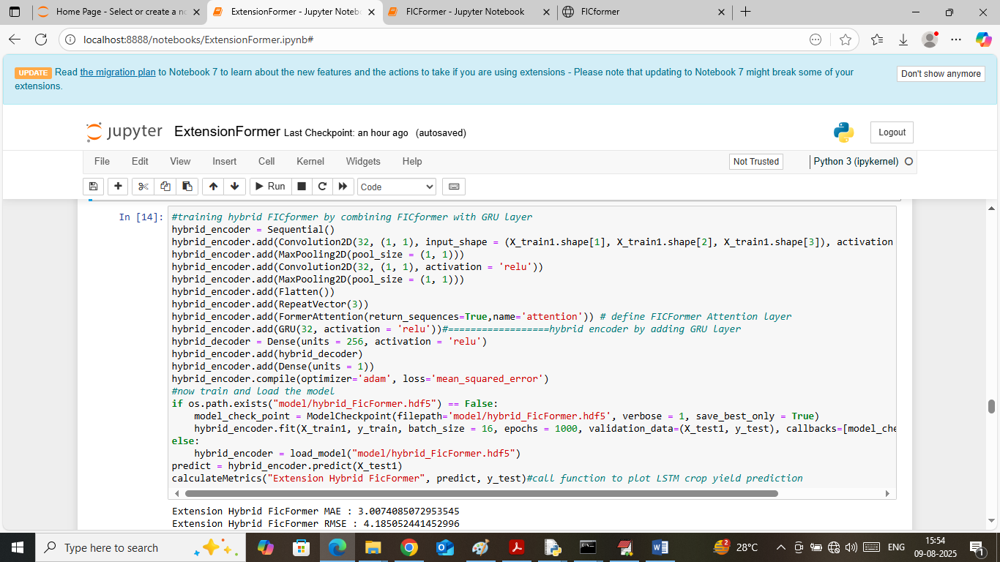 Home Page - Select or create a no
ExtensionFormer - Jupyter Noteb
FICFormer - Jupyter Notebook
FICformer
localhost:8888/notebooks/ExtensionFormer.ipynb#
UPDATE Read the migration plan to Notebook 7 to learn about the new features and the actions to take if you are using extensions - Please note that updating to Notebook 7 might break some of your
extensions.
Don't show anymore
jupyter ExtensionFormer Last Checkpoint: an hour ago (autosaved)
Logout
File Edit View Insert Cell Kernel Widgets Help
Not Trusted
Python 3 (ipykernel)
Run
Code
In [14]:
#training hybrid FICformer by combining FICformer with GRU layer
hybrid_encoder = Sequential()
hybrid_encoder.add(Convolution2D(32, (1, 1), input_shape = (X_train1.shape[1], X_train1.shape[2], X_train1.shape[3]), activation
hybrid_encoder.add(MaxPooling2D(pool_size = (1, 1)))
hybrid_encoder.add(Convolution2D(32, (1, 1), activation = 'relu'))
hybrid_encoder.add(MaxPooling2D(pool_size = (1, 1)))
hybrid_encoder.add(Flatten())
hybrid_encoder.add(RepeatVector(3))
hybrid_encoder.add(FormerAttention(return_sequences=True,name='attention')) # define FICFormer Attention layer
hybrid_encoder.add(GRU(32, activation = 'relu'))#==================hybrid encoder by adding GRU layer
hybrid_decoder = Dense(units = 256, activation = 'relu')
hybrid_encoder.add(hybrid_decoder)
hybrid_encoder.add(Dense(units = 1))
hybrid_encoder.compile(optimizer='adam', loss='mean_squared_error')
#now train and load the model
if os.path.exists("model/hybrid_FicFormer.hdf5") == False:
    model_check_point = ModelCheckpoint(filepath='model/hybrid_FicFormer.hdf5', verbose = 1, save_best_only = True)
    hybrid_encoder.fit(X_train1, y_train, batch_size = 16, epochs = 1000, validation_data=(X_test1, y_test), callbacks=[model_che
else:
    hybrid_encoder = load_model("model/hybrid_FicFormer.hdf5")
predict = hybrid_encoder.predict(X_test1)
calculateMetrics("Extension Hybrid FicFormer", predict, y_test)#call function to plot LSTM crop yield prediction
Extension Hybrid FicFormer MAE : 3.0074085072953545
Extension Hybrid FicFormer RMSE : 4.185052441452996
Type here to search
2
28°C
ENG
15:54
09-08-2025
1